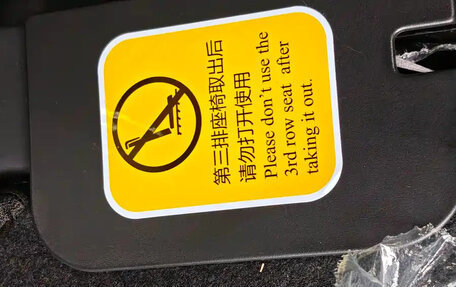 第三排座椅取出后
请勿打开使用
Please don't use the
3rd row seat after
taking it out.